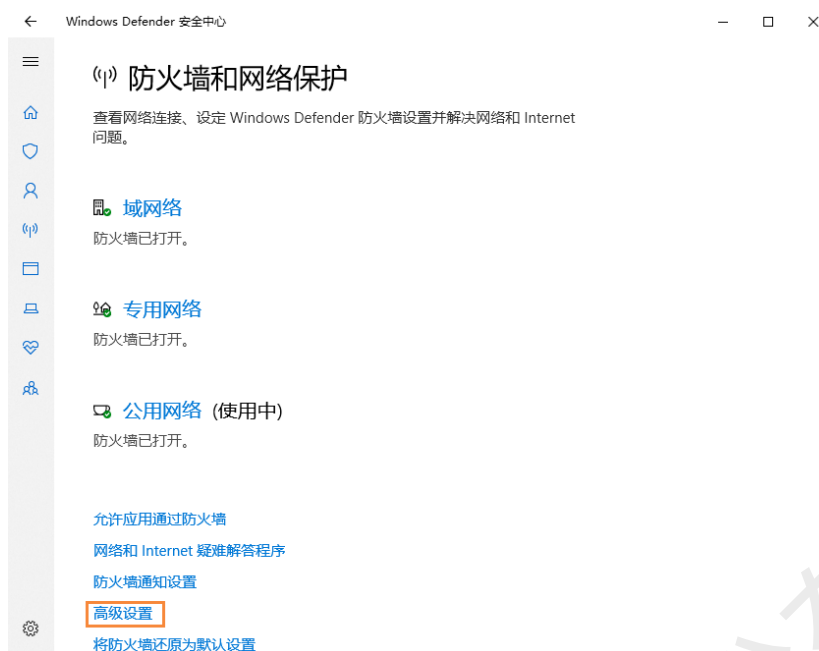 Windows Defender 安全中心
防火墙和网络保护
查看网络连接、设定 Windows Defender 防火墙设置并解决网络和 Internet
问题。
域网络
防火墙已打开。
专用网络
防火墙已打开。
公用网络 (使用中)
防火墙已打开。
允许应用通过防火墙
网络和 Internet 疑难解答程序
防火墙通知设置
高级设置
将防火墙还原为默认设置